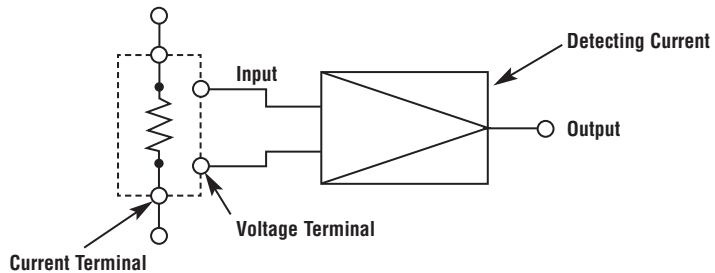 Detecting Current
Input
Output
Voltage Terminal
Current Terminal